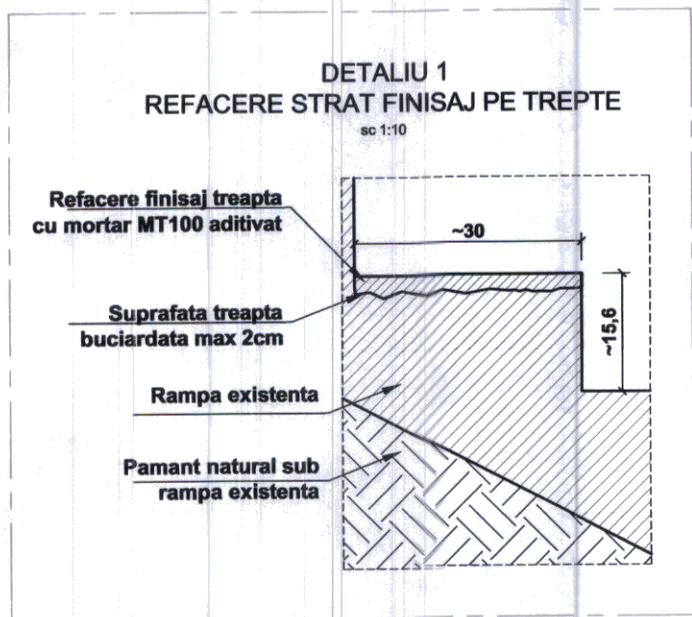 DETALIU 1
REFACERE STRAT FINISAJ PE TREPTE
sc 1:10
Refacere finisaj treapta
cu mortar MT100 aditivat
~30
Suprafata treapta
buciardata max 2cm
~15,6
Rampa existenta
Pamant natural sub
rampa existenta